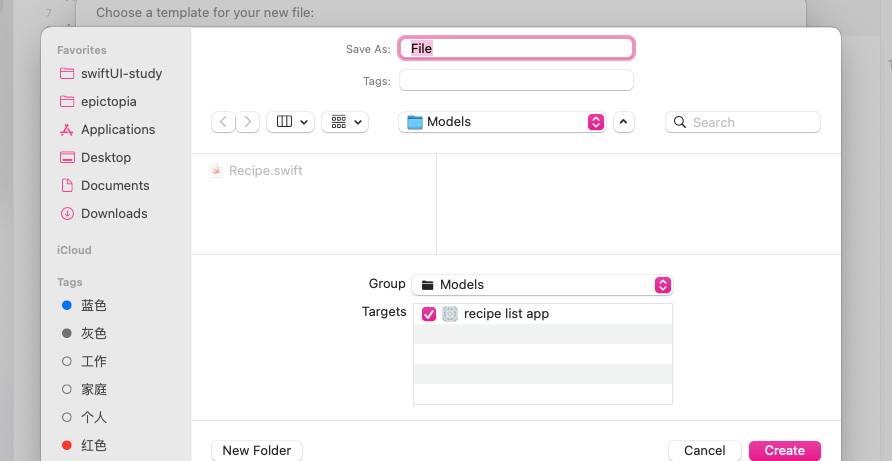 7
Choose a template for your new file:
Favorites
swiftUI-study
epictopia
Applications
Desktop
Documents
Downloads
iCloud
Tags
蓝色
灰色
工作
家庭
个人
红色
Save As: File
Tags:
Models
Search
Recipe.swift
Group Models
Targets recipe list app
New Folder
Cancel
Create